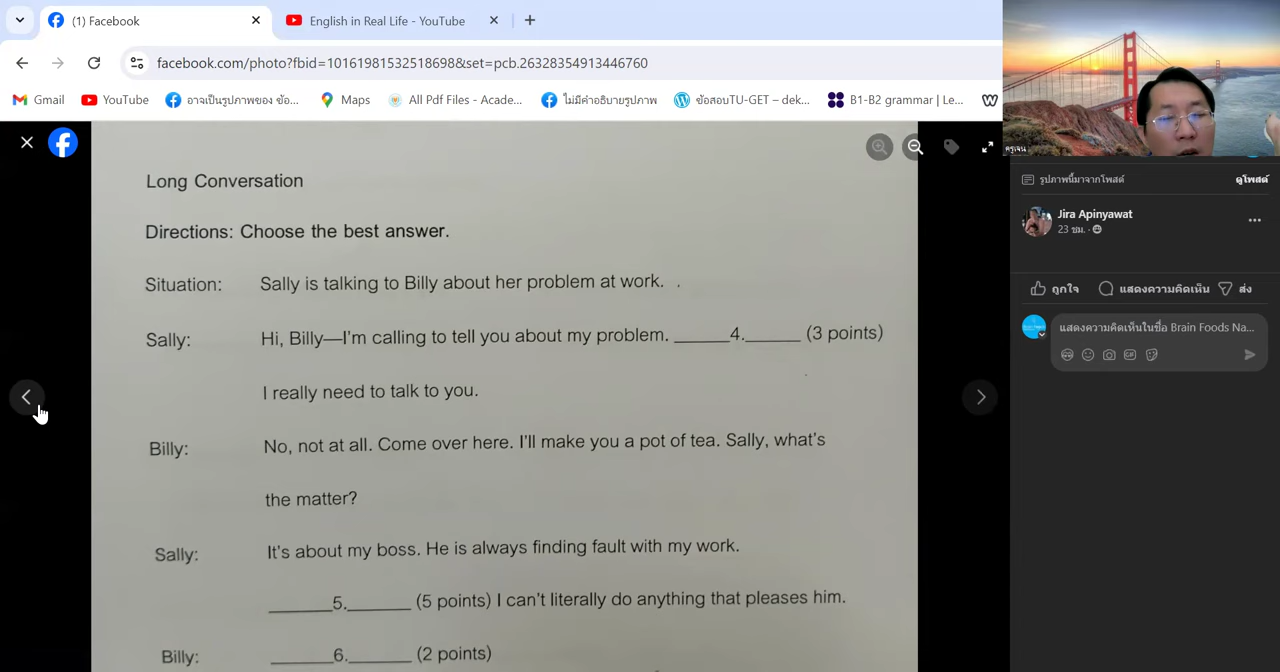 (1) Facebook
English in Real Life - YouTube
facebook.com/photo?fbid=10161981532518698&set=pcb.26328354913446760
Gmail
YouTube
อาจเป็นรูปภาพของ ข้อ...
Maps
All Pdf Files - Acade...
ไม่มีคำอธิบายรูปภาพ
ข้อสอบTU-GET – dek...
B1-B2 grammar | Le...
ครูเจน
Long Conversation
Directions: Choose the best answer.
Situation: Sally is talking to Billy about her problem at work.
Sally: Hi, Billy—I'm calling to tell you about my problem. ______4.______ (3 points)
I really need to talk to you.
Billy: No, not at all. Come over here. I'll make you a pot of tea. Sally, what's
the matter?
Sally: It's about my boss. He is always finding fault with my work.
______5.______ (5 points) I can't literally do anything that pleases him.
Billy: ______6.______ (2 points)
รูปภาพนี้มาจากโพสต์
ดูโพสต์
Jira Apinyawat
23 ชม.
ถูกใจ
แสดงความคิดเห็น
ส่ง
แสดงความคิดเห็นในชื่อ Brain Foods Na...